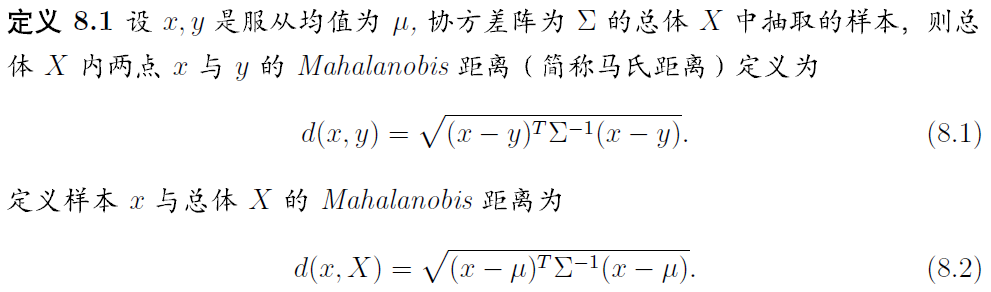 定义 8.1 设 x, y 是服从均值为 μ, 协方差阵为 Σ 的总体 X 中抽取的样本，则总
体 X 内两点 x 与 y 的 Mahalanobis 距离（简称马氏距离）定义为
d(x, y) = √((x − y)ᵀΣ⁻¹(x − y)). (8.1)
定义样本 x 与总体 X 的 Mahalanobis 距离为
d(x, X) = √((x − μ)ᵀΣ⁻¹(x − μ)). (8.2)